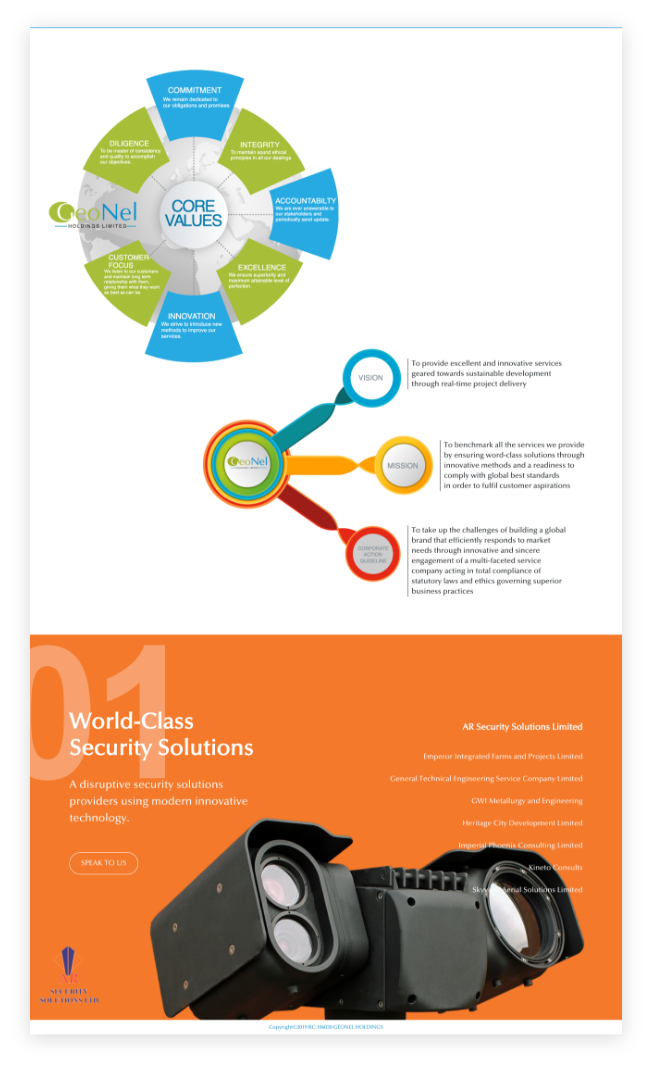 COMMITMENT
We remain dedicated to
our obligations and promises
DILIGENCE
To be master of consistency
and quality to accomplish
our objectives.
INTEGRITY
To maintain sound ethical
principles in all our dealings
GeoNel
HOLDINGS LIMITED
CORE
VALUES
ACCOUNTABILTY
We are ever answerable to
our stakeholders and
periodically send update.
CUSTOMER-
FOCUS
We listen to our customers
and maintain long term
relationship with them,
giving them what they want
as best as can be
EXCELLENCE
We ensure superiority and
maximum attainable level of
perfection.
INNOVATION
We strive to introduce new
methods to improve our
services.
VISION
To provide excellent and innovative services
geared towards sustainable development
through real-time project delivery
GeoNel
MISSION
To benchmark all the services we provide
by ensuring word-class solutions through
innovative methods and a readiness to
comply with global best standards
in order to fulfil customer aspirations
CORPORATE
ACTION
GUIDELINE
To take up the challenges of building a global
brand that efficiently responds to market
needs through innovative and sincere
engagement of a multi-faceted service
company acting in total compliance of
statutory laws and ethics governing superior
business practices
01
World-Class
Security Solutions
A disruptive security solutions
providers using modern innovative
technology.
SPEAK TO US
AR Security Solutions Limited
Emperor Integrated Farms and Projects Limited
General Technical Engineering Service Company Limited
GWI Metallurgy and Engineering
Heritage City Development Limited
Imperial Phoenix Consulting Limited
Kineto Consults
Aerial Solutions Limited
AR
SECURITY
SOLUTIONS LTD.
GEONEL HOLDINGS